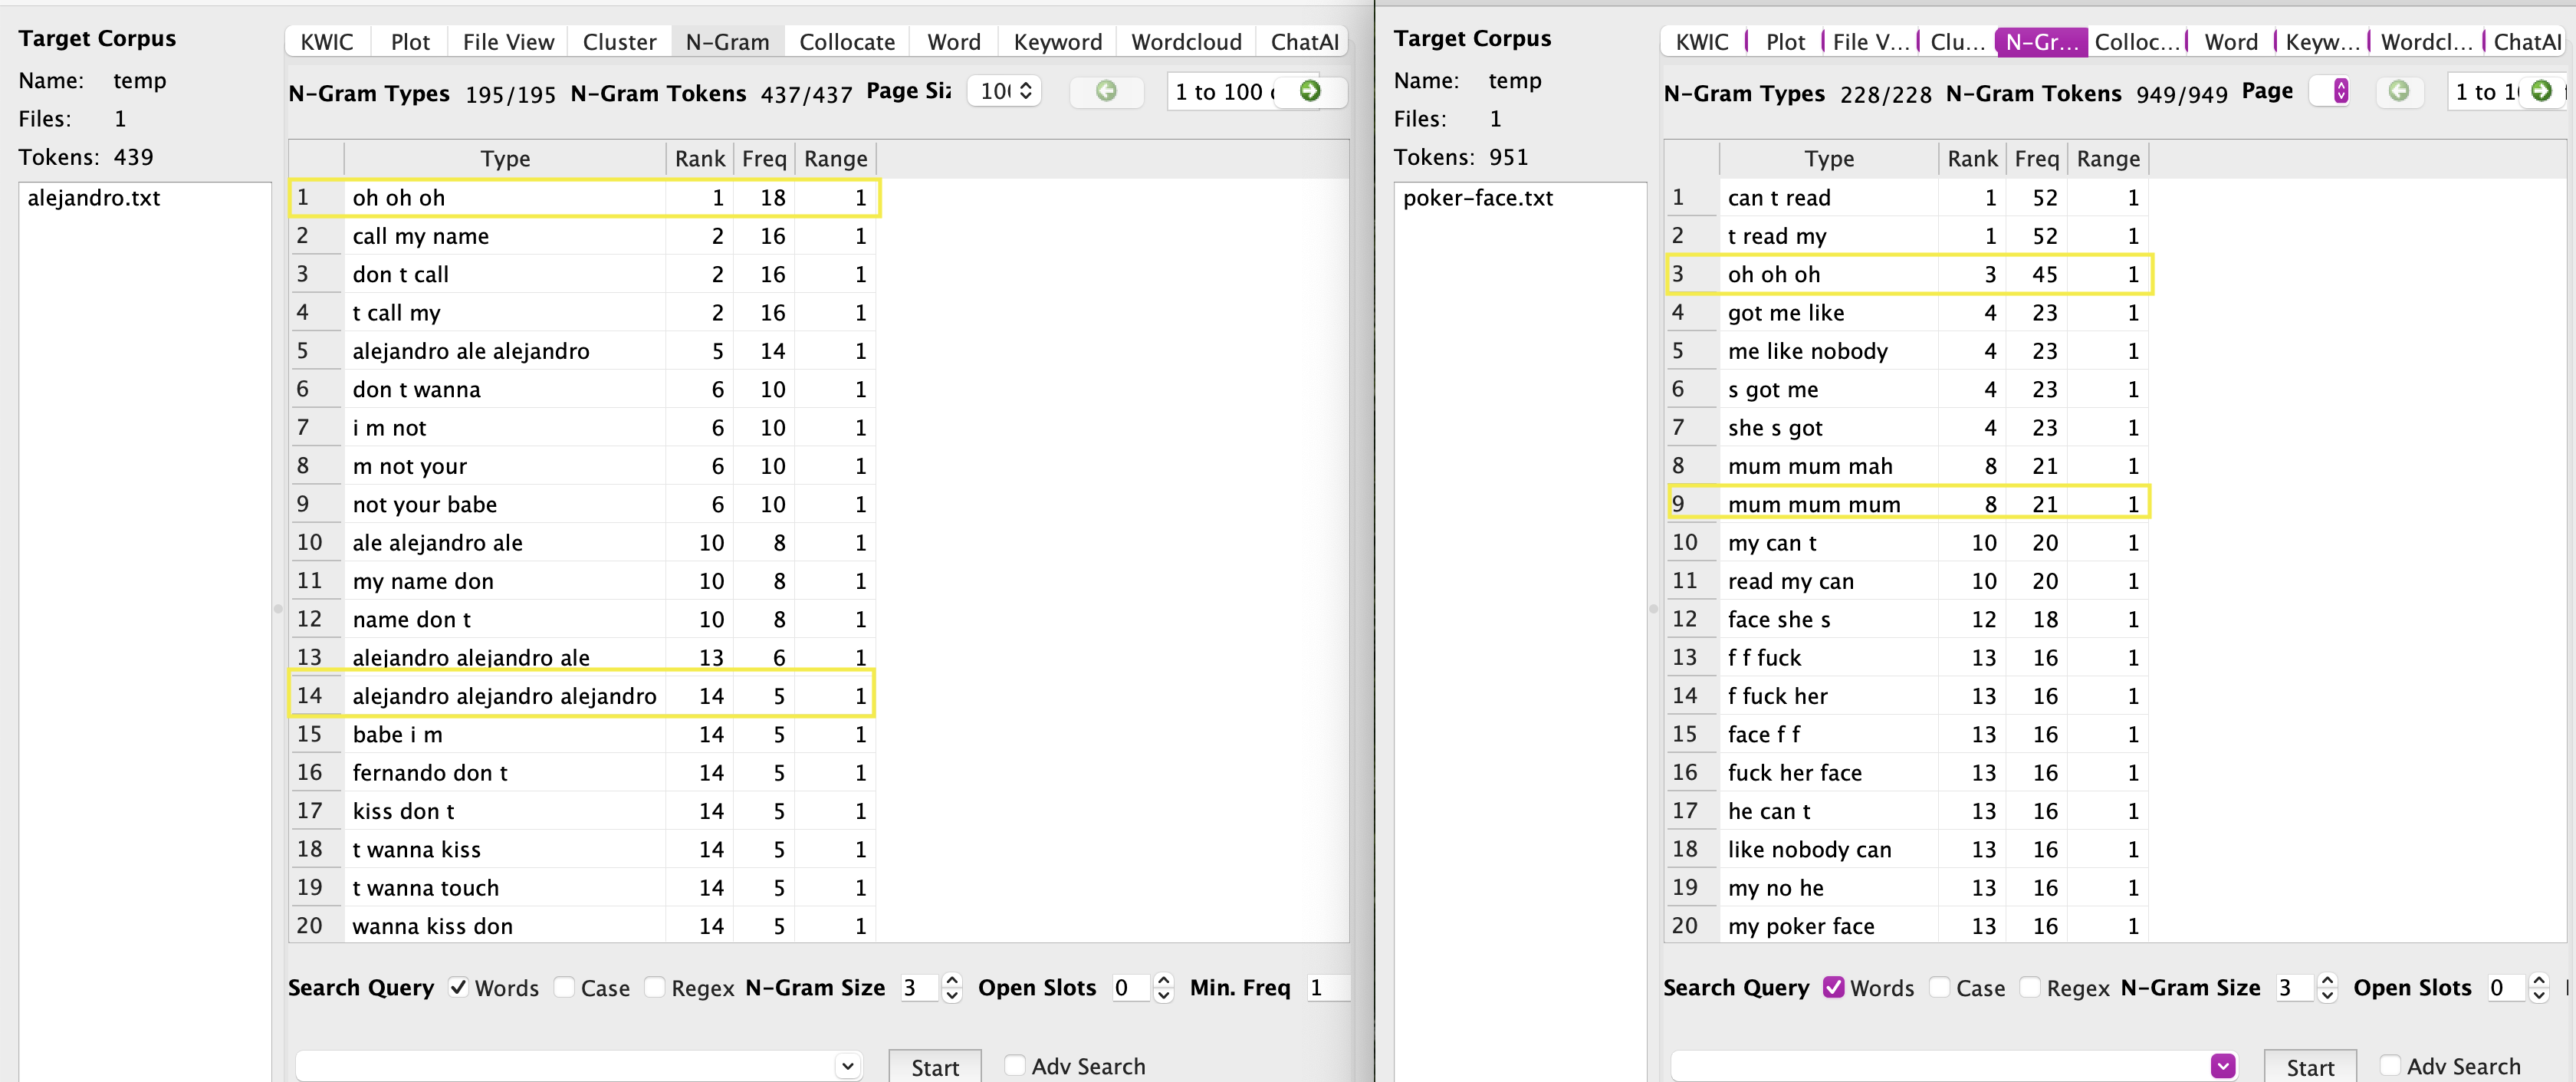 Target Corpus
Name: temp
Files: 1
Tokens: 439
alejandro.txt
KWIC Plot File View Cluster N-Gram Collocate Word Keyword Wordcloud ChatAI
N-Gram Types 195/195 N-Gram Tokens 437/437 Page Siz 10 1 to 100
Type Rank Freq Range
1 oh oh oh 1 18 1
2 call my name 2 16 1
3 don t call 2 16 1
4 t call my 2 16 1
5 alejandro ale alejandro 5 14 1
6 don t wanna 6 10 1
7 i m not 6 10 1
8 m not your 6 10 1
9 not your babe 6 10 1
10 ale alejandro ale 10 8 1
11 my name don 10 8 1
12 name don t 10 8 1
13 alejandro alejandro ale 13 6 1
14 alejandro alejandro alejandro 14 5 1
15 babe i m 14 5 1
16 fernando don t 14 5 1
17 kiss don t 14 5 1
18 t wanna kiss 14 5 1
19 t wanna touch 14 5 1
20 wanna kiss don 14 5 1
Search Query Words Case Regex N-Gram Size 3 Open Slots 0 Min. Freq 1
Start Adv Search
Target Corpus
Name: temp
Files: 1
Tokens: 951
poker-face.txt
KWIC Plot File V... Clu... N-Gr... Colloc... Word Keyw... Wordcl... ChatAI
N-Gram Types 228/228 N-Gram Tokens 949/949 Page 1 to 1
Type Rank Freq Range
1 can t read 1 52 1
2 t read my 1 52 1
3 oh oh oh 3 45 1
4 got me like 4 23 1
5 me like nobody 4 23 1
6 s got me 4 23 1
7 she s got 4 23 1
8 mum mum mah 8 21 1
9 mum mum mum 8 21 1
10 my can t 10 20 1
11 read my can 10 20 1
12 face she s 12 18 1
13 f f fuck 13 16 1
14 f fuck her 13 16 1
15 face f f 13 16 1
16 fuck her face 13 16 1
17 he can t 13 16 1
18 like nobody can 13 16 1
19 my no he 13 16 1
20 my poker face 13 16 1
Search Query Words Case Regex N-Gram Size 3 Open Slots 0
Start Adv Search